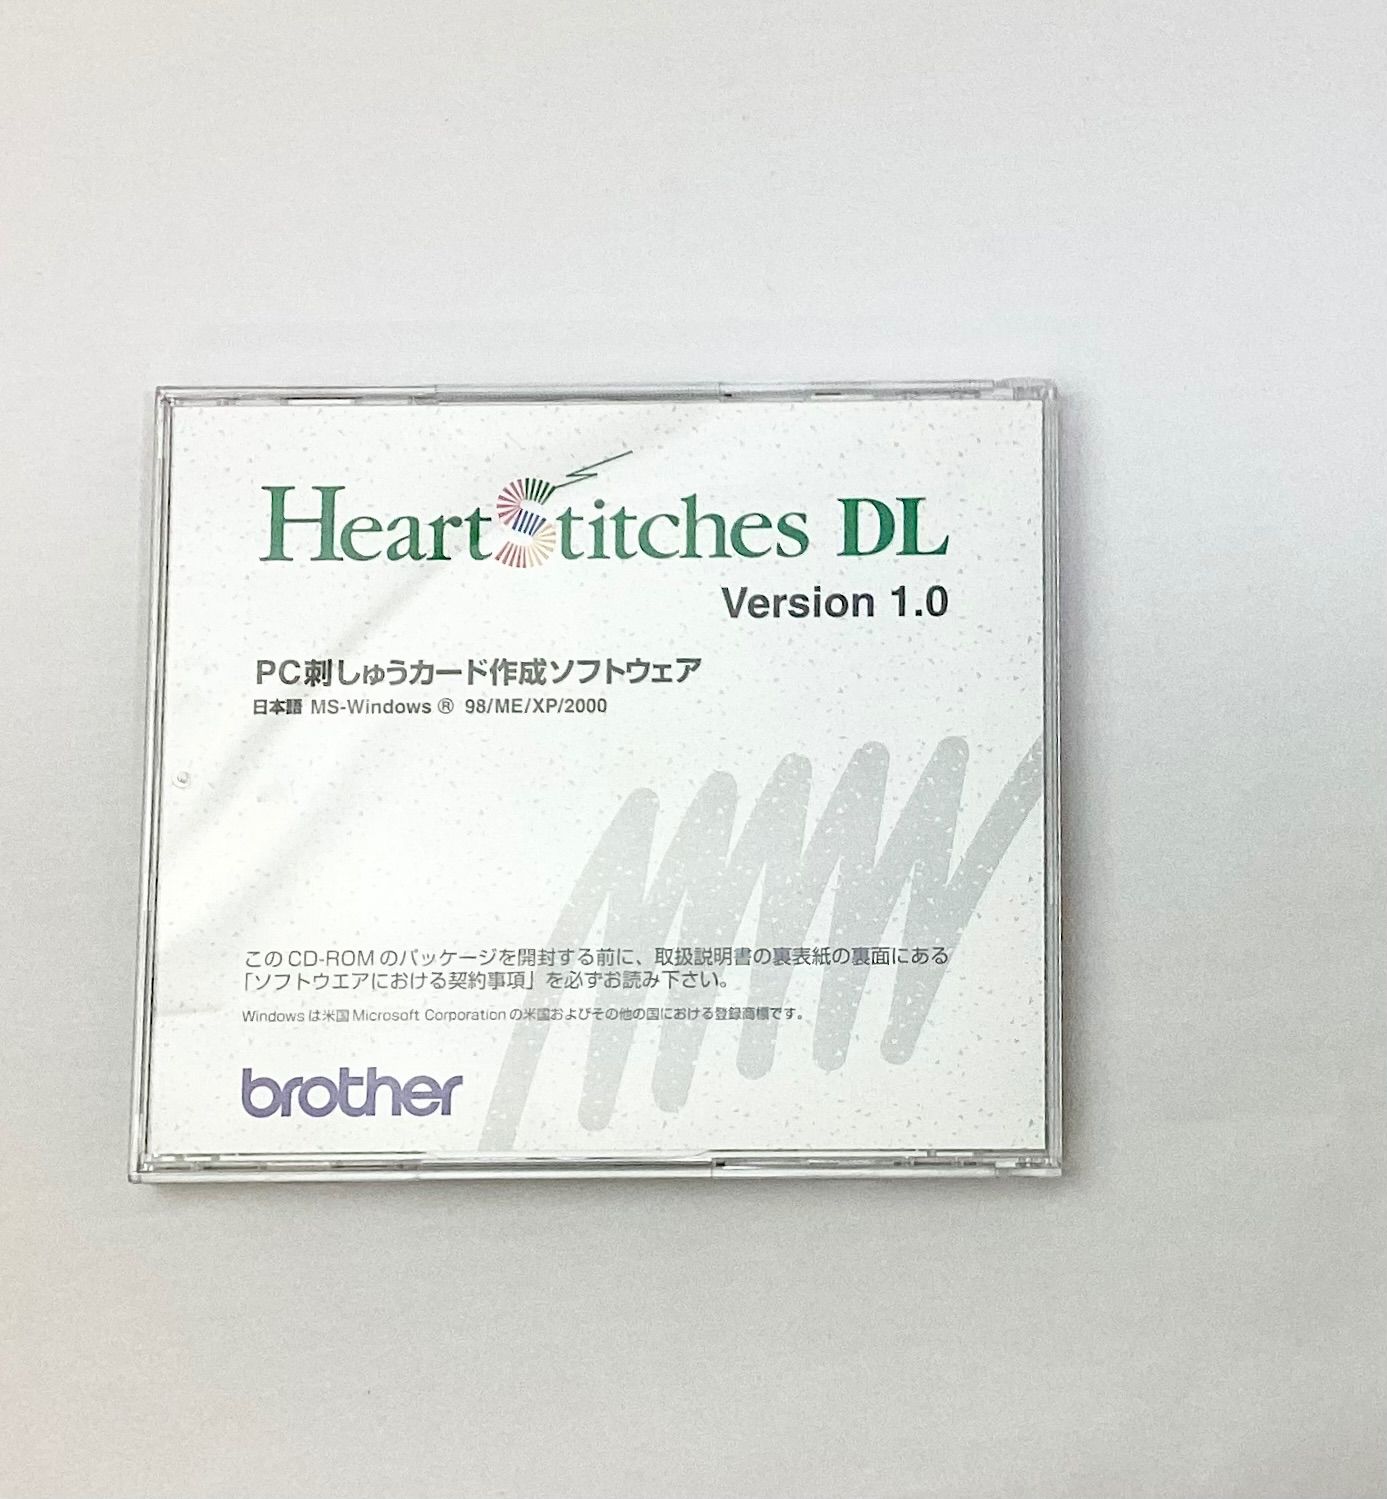 HeartStitches DL
Version 1.0
PC刺しゅうカード作成ソフトウェア
日本語 MS-Windows ® 98/ME/XP/2000
このCD-ROMのパッケージを開封する前に、取扱説明書の裏表紙の裏面にある
「ソフトウエアにおける契約事項」を必ずお読み下さい。
Windowsは米国Microsoft Corporationの米国およびその他の国における登録商標です。
brother